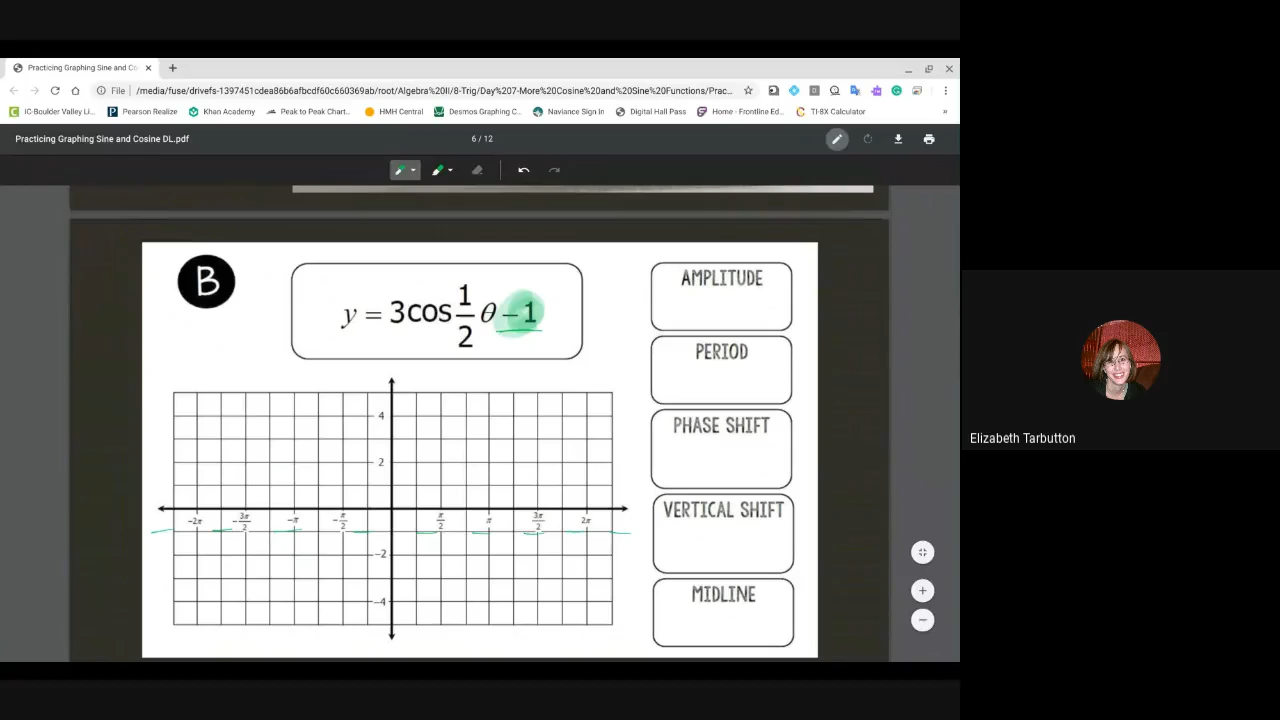 Practicing Graphing Sine and Co
File
/media/fuse/drivefs-1397451cdea86b6afbcdf60c660369ab/root/Algebra%20II/8-Trig/Day%207-More%20Cosine%20and%20Sine%20Functions/Prac...
IC-Boulder Valley Li...
Pearson Realize
Khan Academy
Peak to Peak Chart...
HMH Central
Desmos Graphing C...
Naviance Sign In
Digital Hall Pass
Home - Frontline Ed...
TI-8X Calculator
»
Practicing Graphing Sine and Cosine DL.pdf
6 / 12
B
y = 3cos 1/2 θ – 1
AMPLITUDE
PERIOD
PHASE SHIFT
VERTICAL SHIFT
MIDLINE
4
2
-2π -3π/2 -π -π/2 π/2 π 3π/2 2π
-2
-4
Elizabeth Tarbutton